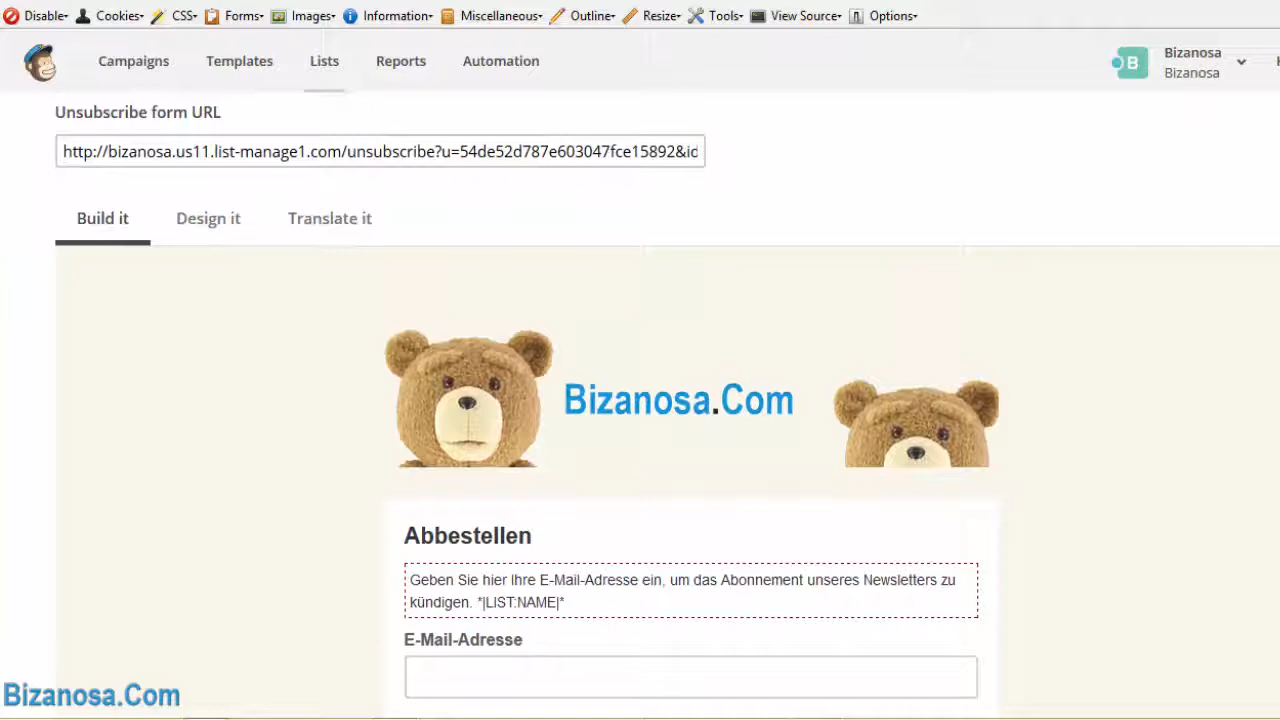 Disable▾ Cookies▾ CSS▾ Forms▾ Images▾ Information▾ Miscellaneous▾ Outline▾ Resize▾ Tools▾ View Source▾ Options▾
Campaigns Templates Lists Reports Automation
B Bizanosa
Bizanosa
Unsubscribe form URL
http://bizanosa.us11.list-manage1.com/unsubscribe?u=54de52d787e603047fce15892&id
Build it Design it Translate it
Bizanosa.Com
Abbestellen
Geben Sie hier Ihre E-Mail-Adresse ein, um das Abonnement unseres Newsletters zu
kündigen. *|LIST:NAME|*
E-Mail-Adresse
Bizanosa.Com